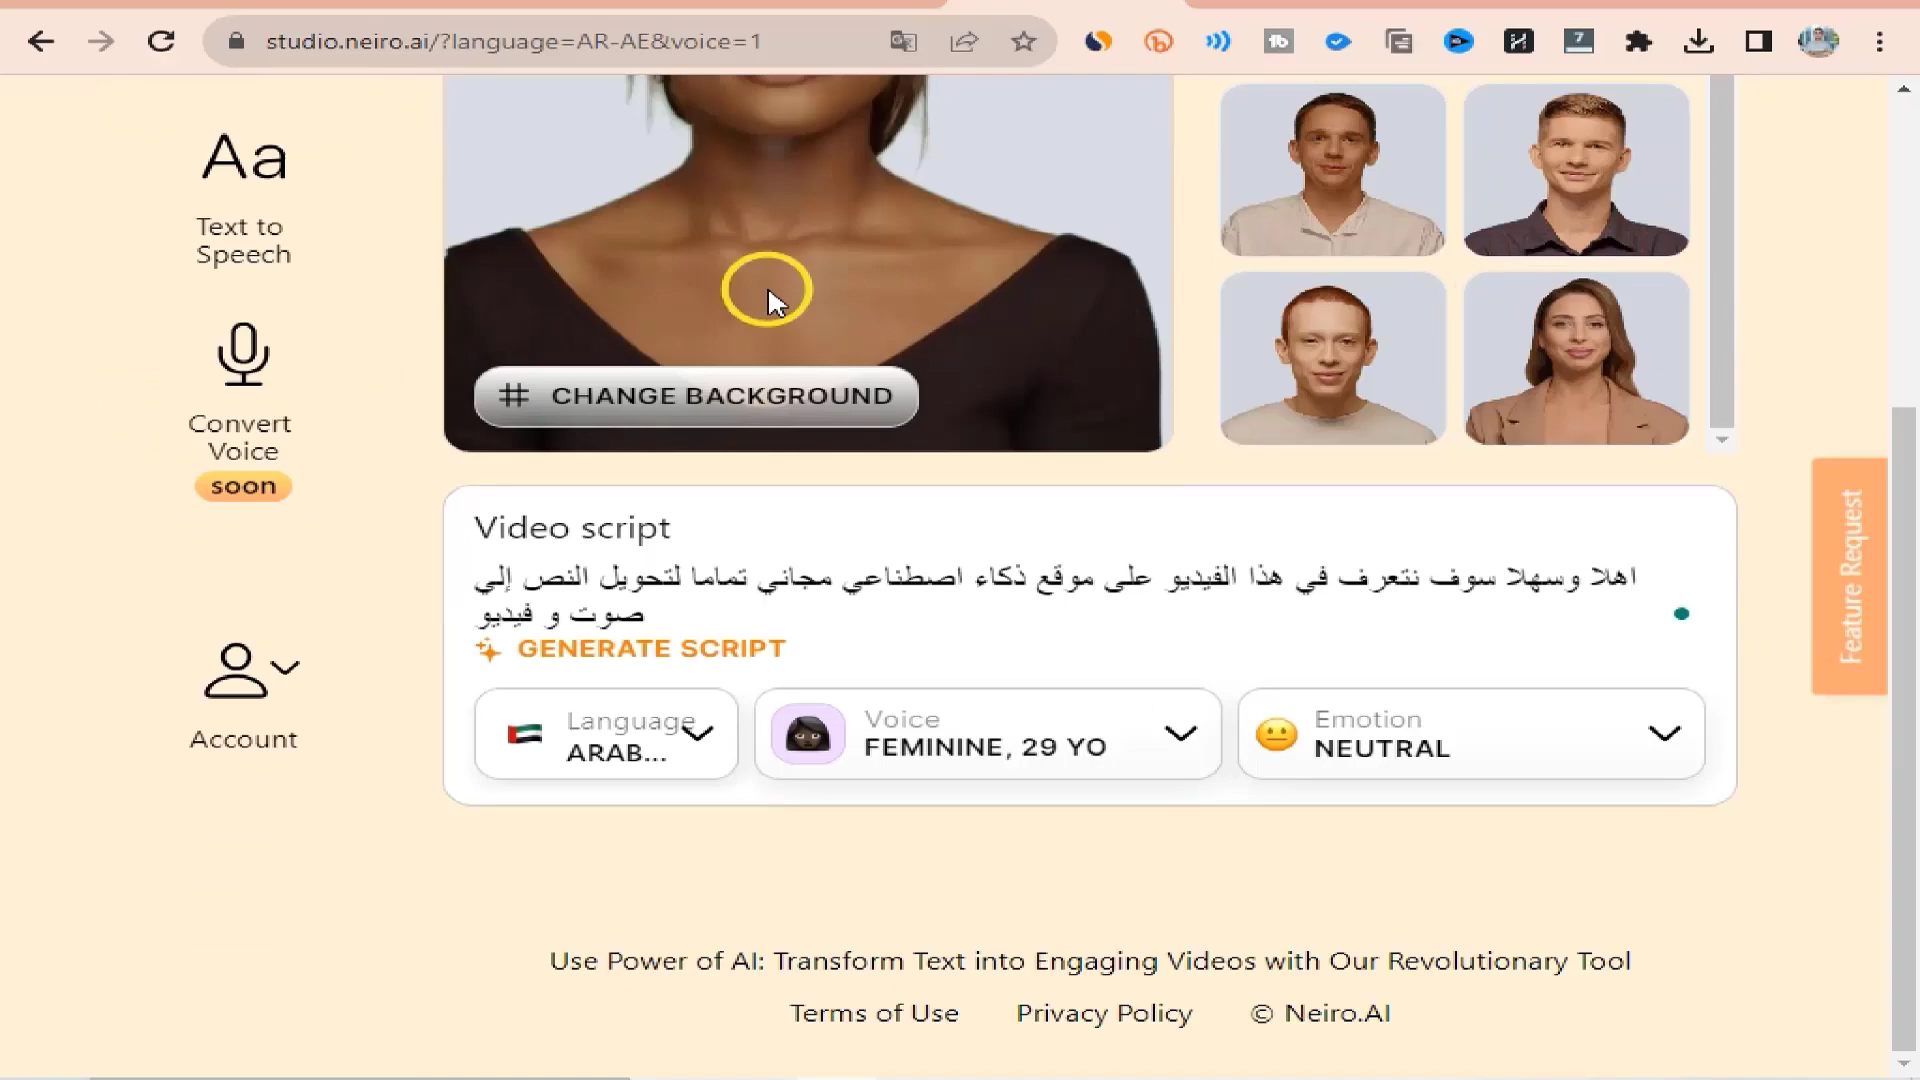 studio.neiro.ai/?language=AR-AE&voice=1
Aa
Text to
Speech
Convert
Voice
soon
Account
CHANGE BACKGROUND
Video script
اهلا وسهلا سوف نتعرف في هذا الفيديو على موقع ذكاء اصطناعي مجاني تماما لتحويل النص إلي
صوت و فيديو
GENERATE SCRIPT
Language
ARAB...
Voice
FEMININE, 29 YO
Emotion
NEUTRAL
Feature Request
Use Power of AI: Transform Text into Engaging Videos with Our Revolutionary Tool
Terms of Use Privacy Policy © Neiro.AI